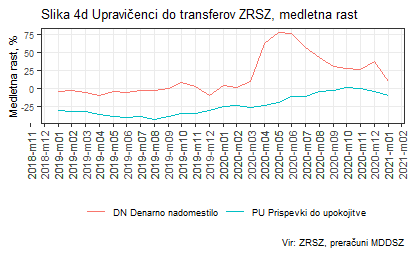 Slika 4d Upravičenci do transferov ZRSZ, medletna rast
Medletna rast, %
75
50
25
0
-25
2018-m11
2018-m12
2019-m01
2019-m02
2019-m03
2019-m04
2019-m05
2019-m06
2019-m07
2019-m08
2019-m09
2019-m10
2019-m11
2019-m12
2020-m01
2020-m02
2020-m03
2020-m04
2020-m05
2020-m06
2020-m07
2020-m08
2020-m09
2020-m10
2020-m11
2020-m12
2021-m01
2021-m02
DN Denarno nadomestilo
PU Prispevki do upokojitve
Vir: ZRSZ, preračuni MDDSZ